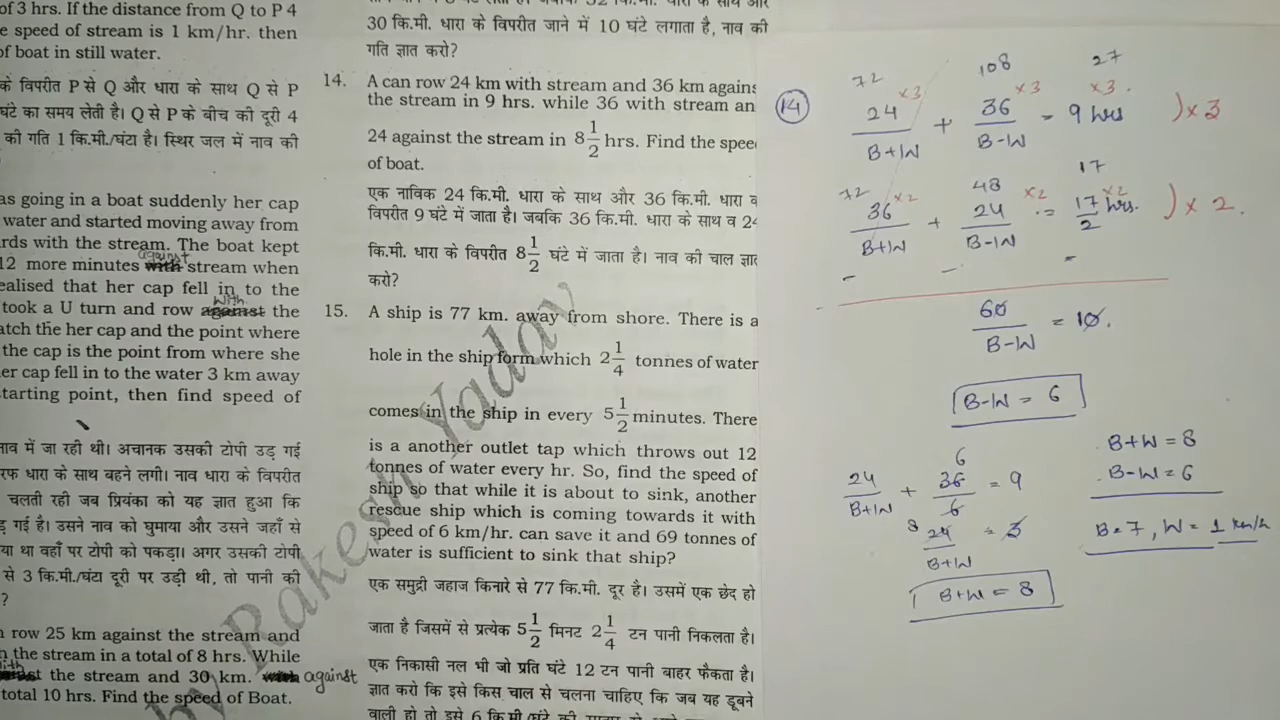 of 3 hrs. If the distance from Q to P 4
e speed of stream is 1 km/hr. then
of boat in still water.
के विपरीत P से Q और धारा के साथ Q से P
घंटे का समय लेती है। Q से P के बीच की दूरी 4
की गति 1 कि.मी./घंटा है। स्थिर जल में नाव की
as going in a boat suddenly her cap
water and started moving away from
rds with the stream. The boat kept
12 more minutes with against stream when
ealised that her cap fell in to the
took a U turn and row against with the
atch the her cap and the point where
the cap is the point from where she
er cap fell in to the water 3 km away
starting point, then find speed of
नाव में जा रही थी। अचानक उसकी टोपी उड़ गई
रफ धारा के साथ बहने लगी। नाव धारा के विपरीत
चलती रही जब प्रियंका को यह ज्ञात हुआ कि
ड़ गई है। उसने नाव को घुमाया और उसने जहाँ से
या था वहाँ पर टोपी को पकड़ा। अगर उसकी टोपी
से 3 कि.मी./घंटा दूरी पर उड़ी थी, तो पानी की
?
row 25 km against the stream and
the stream in a total of 8 hrs. While
the stream and 30 km. against
total 10 hrs. Find the speed of Boat.
30 कि.मी. धारा के विपरीत जाने में 10 घंटे लगाता है, नाव की
गति ज्ञात करो?
14. A can row 24 km with stream and 36 km agains
the stream in 9 hrs. while 36 with stream an
24 against the stream in 8 1/2 hrs. Find the spee
of boat.
एक नाविक 24 कि.मी. धारा के साथ और 36 कि.मी. धारा व
विपरीत 9 घंटे में जाता है। जबकि 36 कि.मी. धारा के साथ व 24
कि.मी. धारा के विपरीत 8 1/2 घंटे में जाता है। नाव की चाल ज्ञात
करो?
15. A ship is 77 km. away from shore. There is a
hole in the ship form which 2 1/4 tonnes of water
comes in the ship in every 5 1/2 minutes. There
is a another outlet tap which throws out 12
tonnes of water every hr. So, find the speed of
ship so that while it is about to sink, another
rescue ship which is coming towards it with
speed of 6 km/hr. can save it and 69 tonnes of
water is sufficient to sink that ship?
एक समुद्री जहाज किनारे से 77 कि.मी. दूर है। उसमें एक छेद हो
जाता है जिसमें से प्रत्येक 5 1/2 मिनट 2 1/4 टन पानी निकलता है।
एक निकासी नल भी जो प्रति घंटे 12 टन पानी बाहर फैकता है।
ज्ञात करो कि इसे किस चाल से चलना चाहिए कि जब यह डूबने
by Rakesh Yadav
72 108 27
14 24/B+W ×3 + 36/B-W ×3 = 9 hrs ×3 ) × 3
72 48 17
36/B+W ×2 + 24/B-W ×2 = 17/2 hrs. ×2 ) × 2.
- - -
60/B-W = 10.
B-W = 6
24/B+W + 36/6 = 9
6
8 24/B+W = 3
B+W = 8
B+W = 8
B-W = 6
B=7, W = 1 km/h